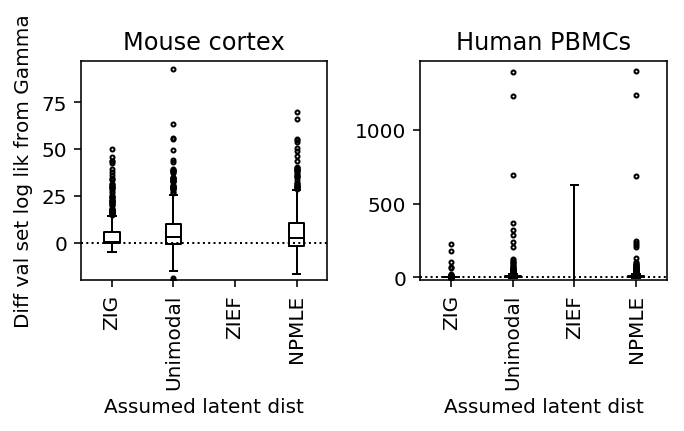 Mouse cortex
Diff val set log lik from Gamma
75
50
25
0
ZIG
Unimodal
ZIEF
NPMLE
Assumed latent dist
Human PBMCs
1000
500
0
ZIG
Unimodal
ZIEF
NPMLE
Assumed latent dist